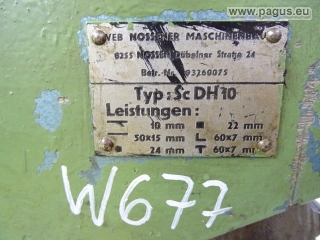 www.pagus.eu
VEB NOSSENER MASCHINENBAU
8255 NOSSEN Döbelner Straße 24
Betr.-Nr. 93260075
Typ: Sc DH 10
Leistungen:
10 mm ■ 22 mm
50x15 mm L 60x7 mm
● 24 mm T 60x7 mm
W677